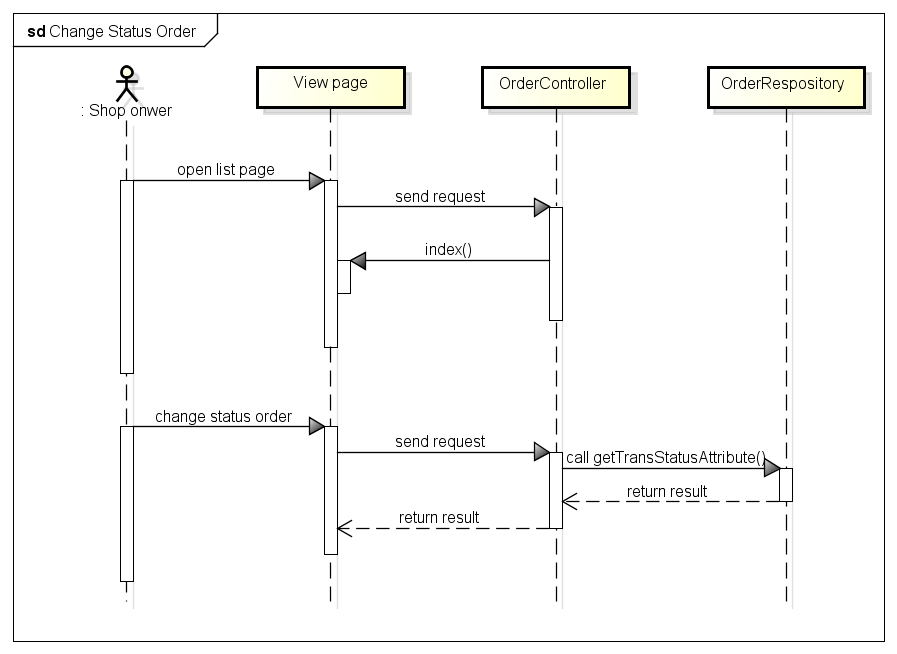 sd Change Status Order
: Shop onwer
View page
OrderController
OrderRespository
open list page
send request
index()
change status order
send request
call getTransStatusAttribute()
return result
return result